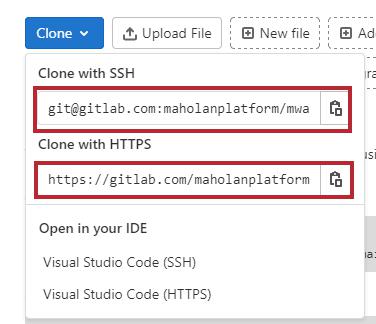 Clone
Upload File
New file
Clone with SSH
git@gitlab.com:maholanplatform/mwa
Clone with HTTPS
https://gitlab.com/maholanplatform
Open in your IDE
Visual Studio Code (SSH)
Visual Studio Code (HTTPS)